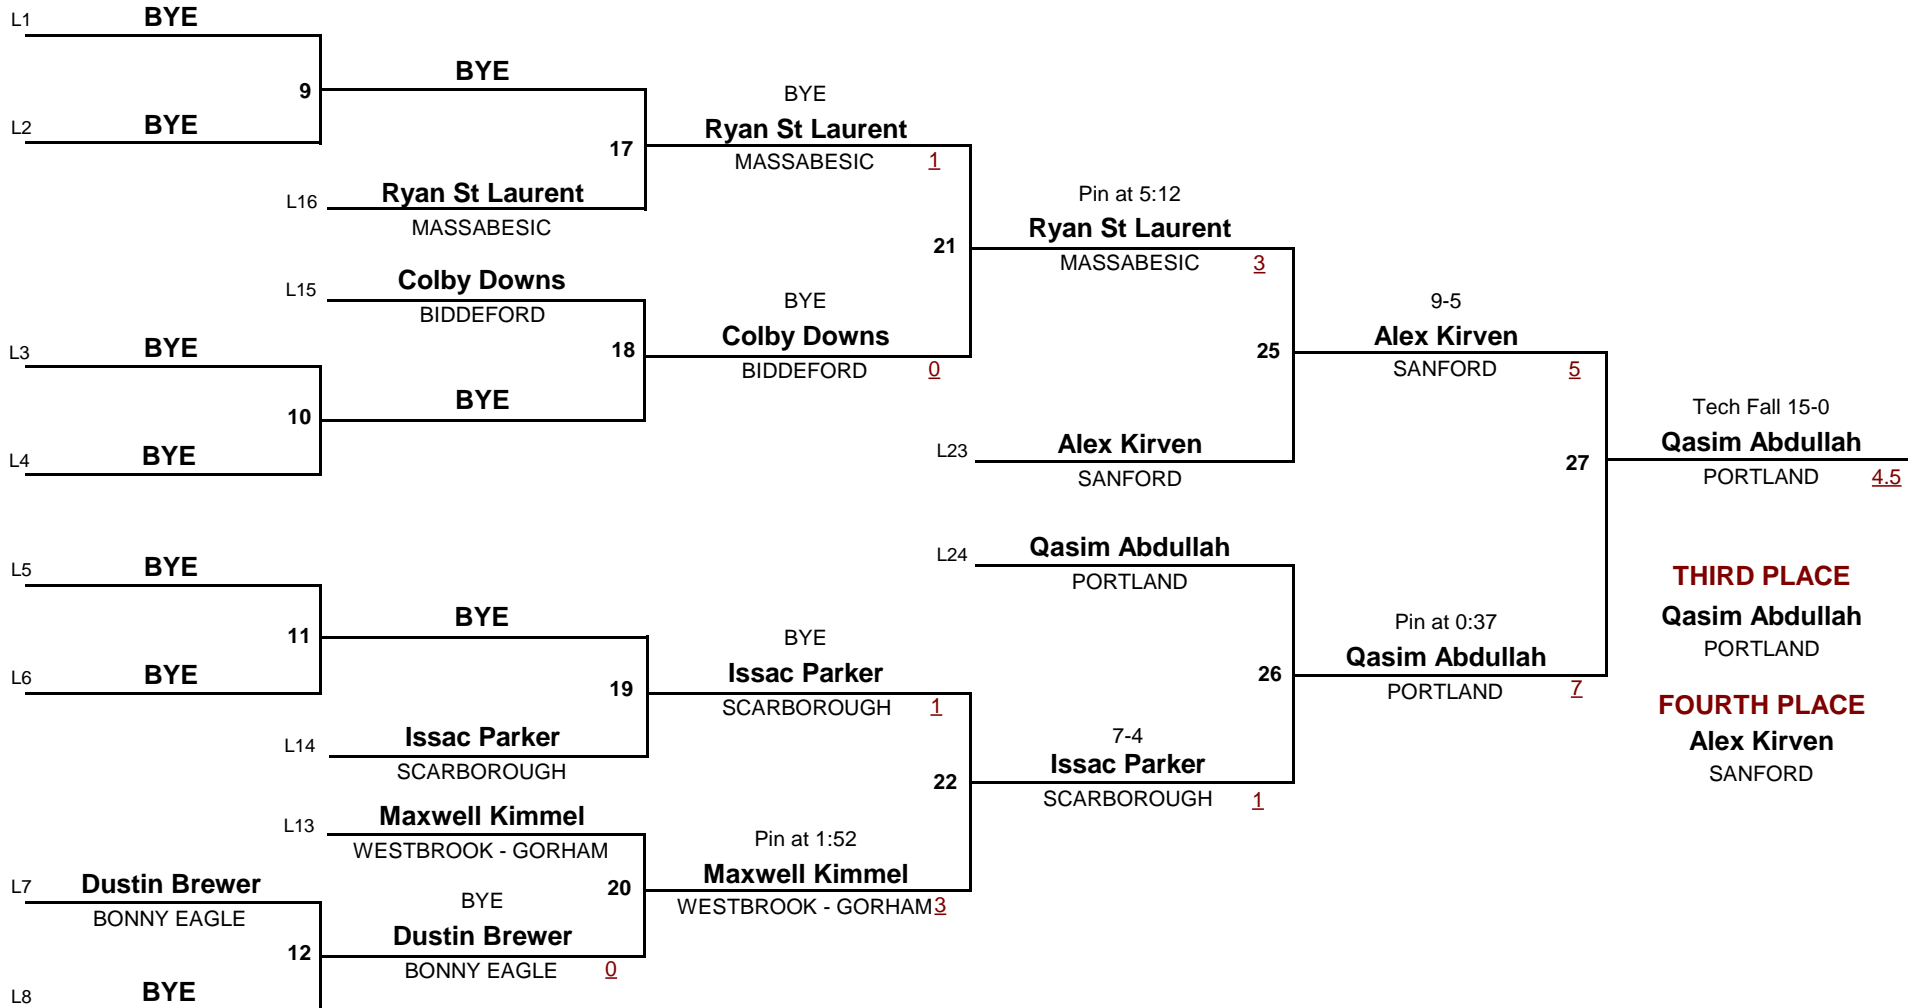 L1 BYE
BYE
9
BYE
L2 BYE
Ryan St Laurent
17
MASSABESIC 1
L16 Ryan St Laurent
MASSABESIC
Pin at 5:12
Ryan St Laurent
21
MASSABESIC 3
L15 Colby Downs
BIDDEFORD
BYE
9-5
Colby Downs
Alex Kirven
L3 BYE
18
25
BIDDEFORD 0
SANFORD 5
BYE
10
Tech Fall 15-0
L4 BYE
L23 Alex Kirven
Qasim Abdullah
27
SANFORD
PORTLAND 4.5
L24 Qasim Abdullah
L5 BYE
PORTLAND
THIRD PLACE
BYE
Qasim Abdullah
11
BYE
Pin at 0:37
PORTLAND
Qasim Abdullah
L6 BYE
Issac Parker
26
19
PORTLAND 7
SCARBOROUGH 1
FOURTH PLACE
L14 Issac Parker
7-4
Alex Kirven
SCARBOROUGH
Issac Parker
SANFORD
22
SCARBOROUGH 1
L13 Maxwell Kimmel
WESTBROOK - GORHAM
Pin at 1:52
Maxwell Kimmel
L7 Dustin Brewer
20
BONNY EAGLE
BYE
WESTBROOK - GORHAM 3
Dustin Brewer
12
BONNY EAGLE 0
L8 BYE